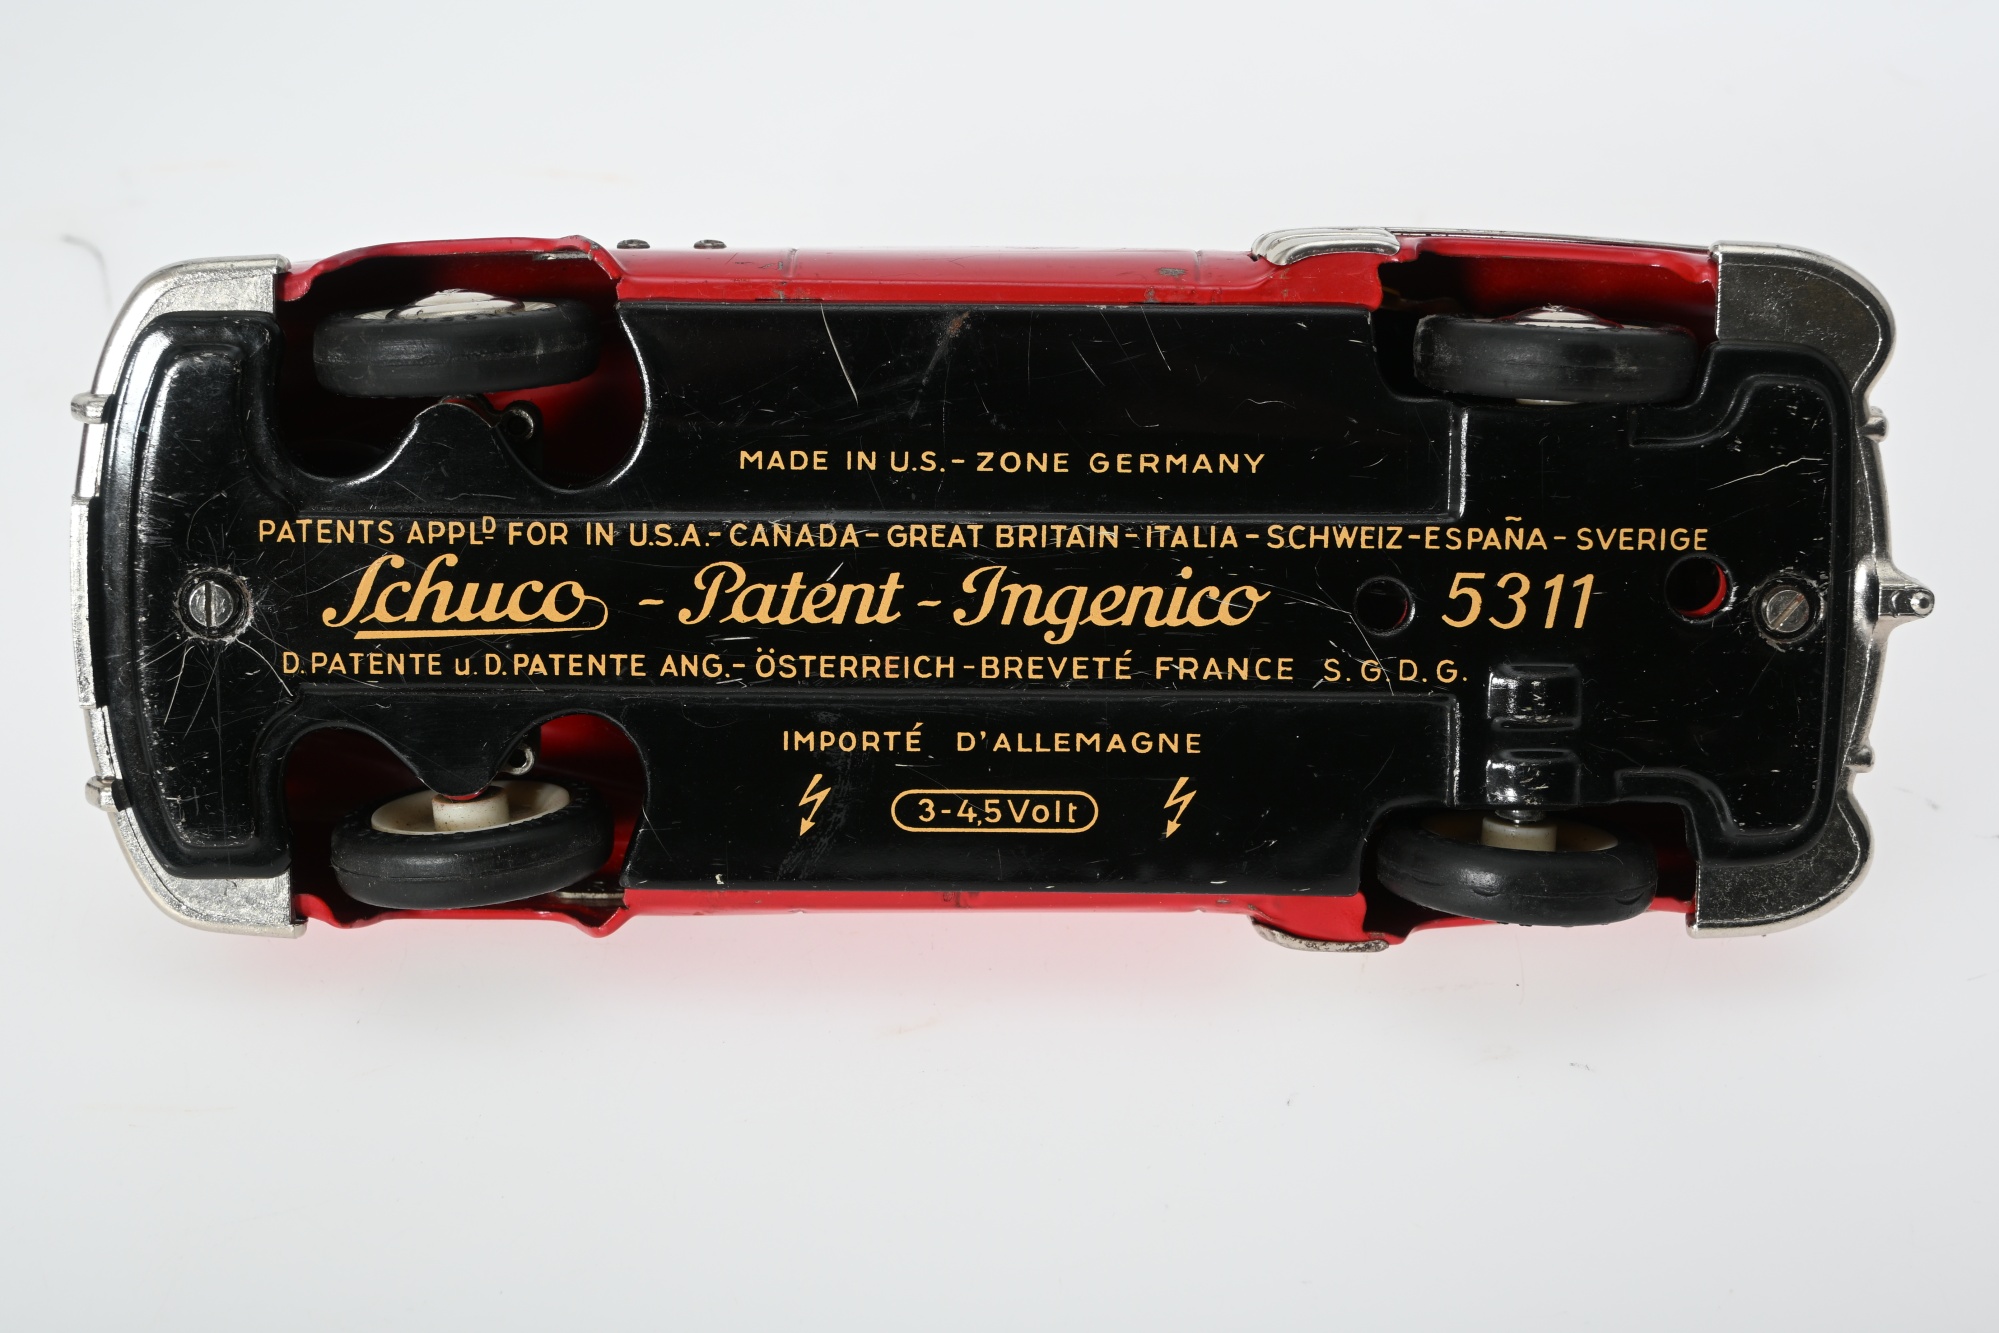 MADE IN U.S.-ZONE GERMANY
PATENTS APPLD FOR IN U.S.A.-CANADA-GREAT BRITAIN-ITALIA-SCHWEIZ-ESPAÑA-SVERIGE
Schuco -Patent-Ingenico 5311
D.PATENTE u.D.PATENTE ANG.-ÖSTERREICH-BREVETÉ FRANCE S.G.D.G.
IMPORTÉ D'ALLEMAGNE
3-4,5Volt